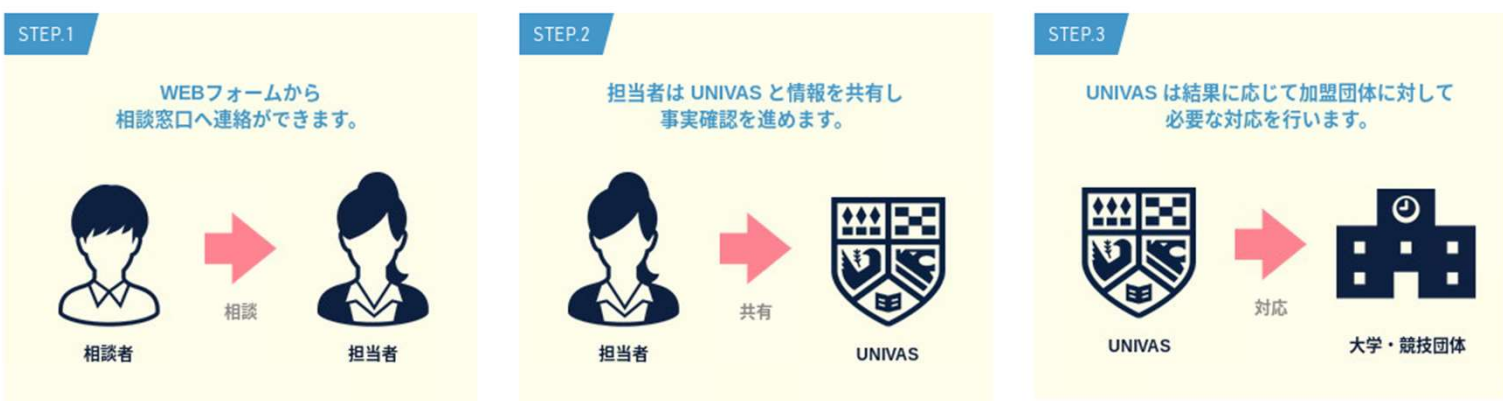 STEP.1
WEBフォームから
相談窓口へ連絡ができます。
相談
相談者
担当者
STEP.2
担当者は UNIVAS と情報を共有し
事実確認を進めます。
共有
担当者
UNIVAS
STEP.3
UNIVAS は結果に応じて加盟団体に対して
必要な対応を行います。
対応
UNIVAS
大学・競技団体